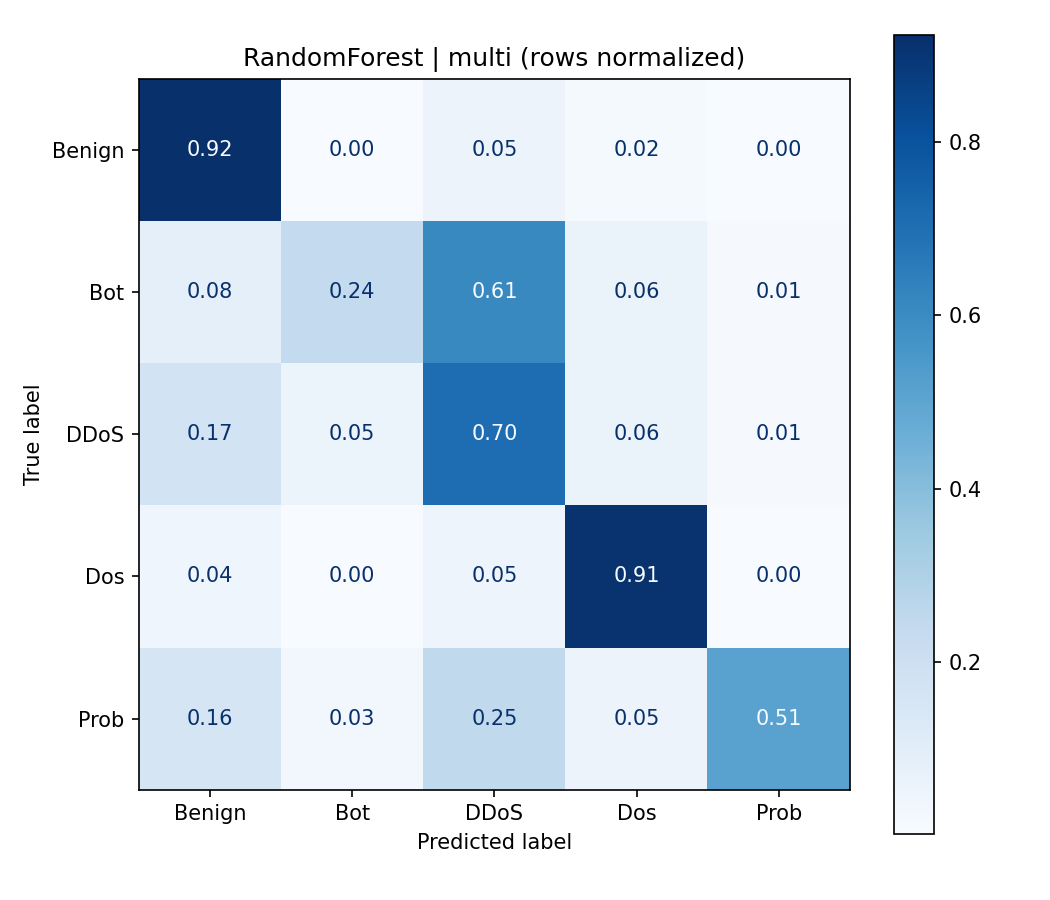 RandomForest | multi (rows normalized)
Benign 0.92 0.00 0.05 0.02 0.00
Bot 0.08 0.24 0.61 0.06 0.01
DDoS 0.17 0.05 0.70 0.06 0.01
Dos 0.04 0.00 0.05 0.91 0.00
Prob 0.16 0.03 0.25 0.05 0.51
True label
Benign Bot DDoS Dos Prob
Predicted label
0.8
0.6
0.4
0.2